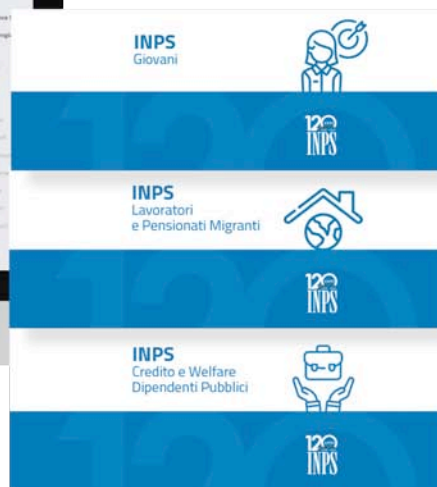 INPS
Giovani
120
INPS
INPS
Lavoratori
e Pensionati Migranti
120
INPS
INPS
Credito e Welfare
Dipendenti Pubblici
120
INPS